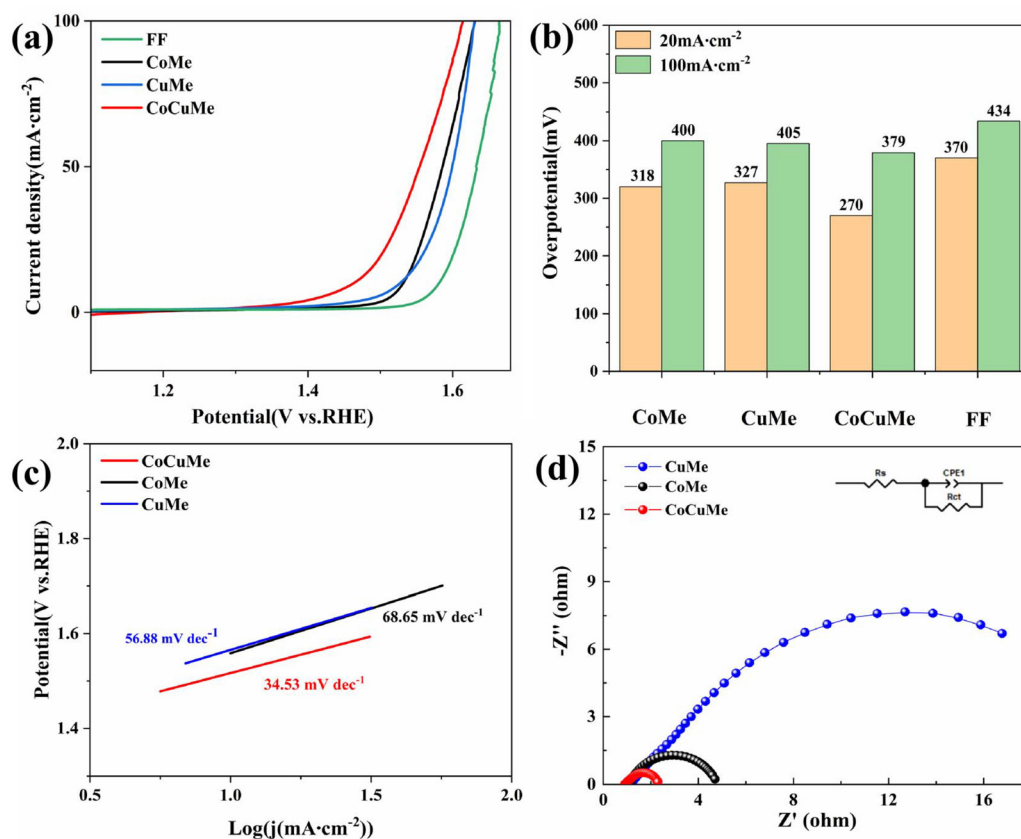 (a)
FF
CoMe
CuMe
CoCuMe
Current density(mA·cm⁻²)
100
50
0
1.2
1.4
1.6
Potential(V vs.RHE)
(b)
20mA·cm⁻²
100mA·cm⁻²
Overpotential(mV)
600
500
400
300
200
100
0
318
400
327
405
270
379
370
434
CoMe
CuMe
CoCuMe
FF
(c)
CoCuMe
CoMe
CuMe
Potential(V vs.RHE)
2.0
1.8
1.6
1.4
56.88 mV dec⁻¹
68.65 mV dec⁻¹
34.53 mV dec⁻¹
0.5
1.0
1.5
2.0
Log(j(mA·cm⁻²)
(d)
CuMe
CoMe
CoCuMe
Rs
CPE1
Rct
-Z'' (ohm)
15
12
9
6
3
0
0
4
8
12
16
Z' (ohm)